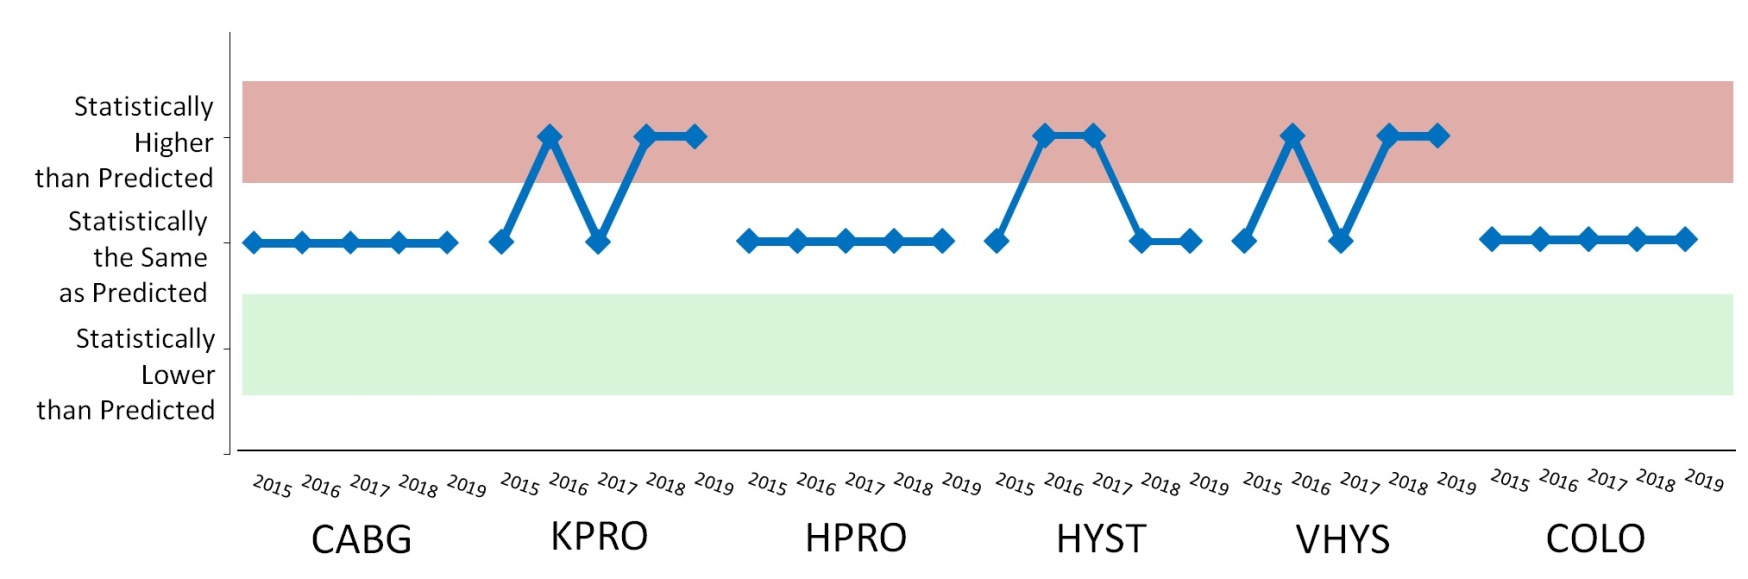 Statistically
Higher
than Predicted
Statistically
the Same
as Predicted
Statistically
Lower
than Predicted
2015 2016 2017 2018 2019 2015 2016 2017 2018 2019 2015 2016 2017 2018 2019 2015 2016 2017 2018 2019 2015 2016 2017 2018 2019 2015 2016 2017 2018 2019
CABG KPRO HPRO HYST VHYS COLO